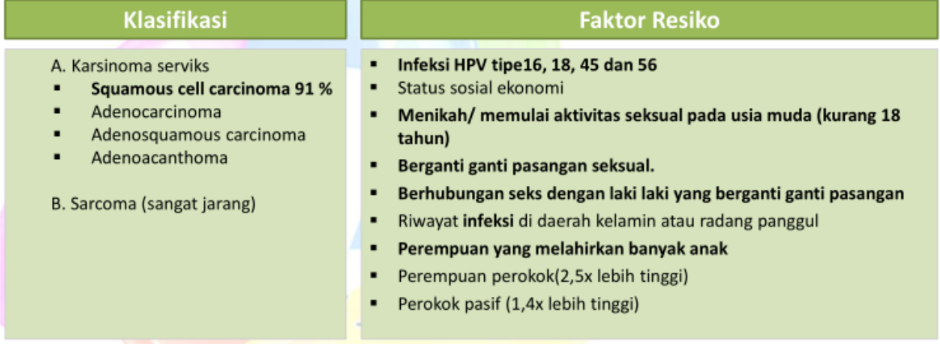 Klasifikasi
A. Karsinoma serviks
▪ Squamous cell carcinoma 91 %
▪ Adenocarcinoma
▪ Adenosquamous carcinoma
▪ Adenoacanthoma
B. Sarcoma (sangat jarang)
Faktor Resiko
▪ Infeksi HPV tipe16, 18, 45 dan 56
▪ Status sosial ekonomi
▪ Menikah/ memulai aktivitas seksual pada usia muda (kurang 18
tahun)
▪ Berganti ganti pasangan seksual.
▪ Berhubungan seks dengan laki laki yang berganti ganti pasangan
▪ Riwayat infeksi di daerah kelamin atau radang panggul
▪ Perempuan yang melahirkan banyak anak
▪ Perempuan perokok(2,5x lebih tinggi)
▪ Perokok pasif (1,4x lebih tinggi)